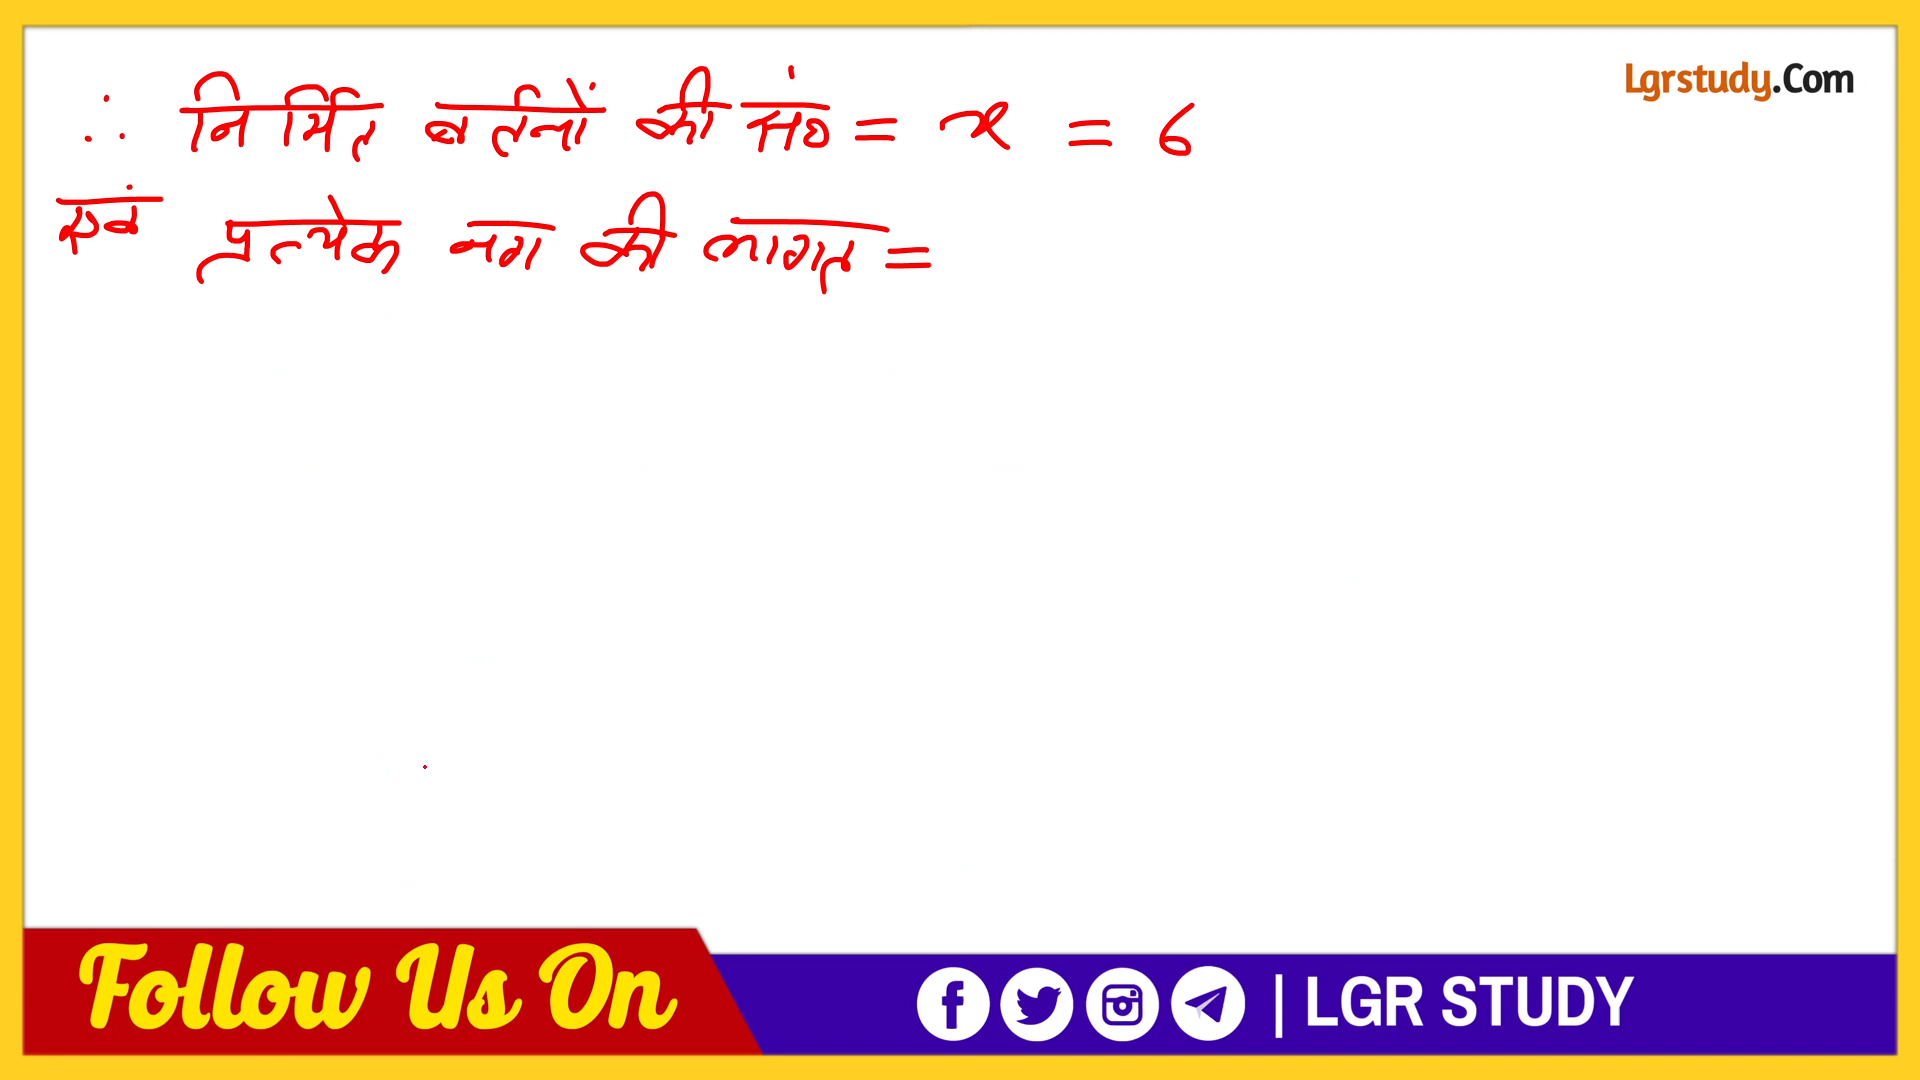 Lgrstudy.Com
∴ निर्मित बर्तनों की सं० = x = 6
एवं प्रत्येक नग की लागत =
Follow Us On
| LGR STUDY